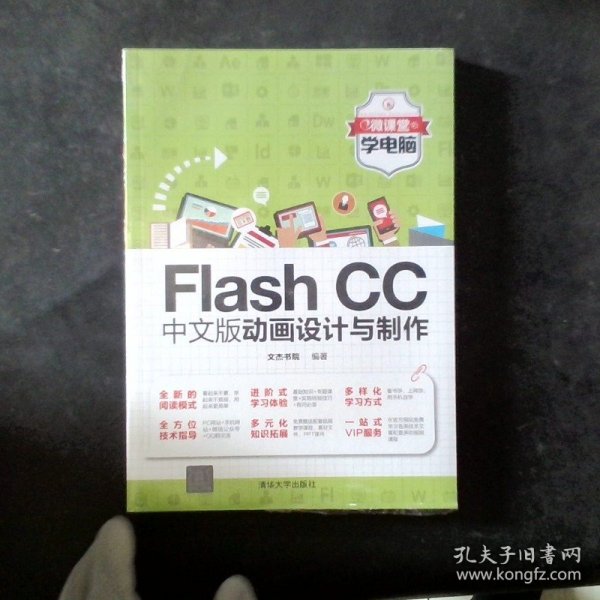 微课堂
学电脑
Ae
Dw
Id
W
Flash CC
中文版动画设计与制作
文杰书院 编著
全新的
阅读模式
进阶式
学习体验
多样化
学习方式
全方位
技术指导
多元化
知识拓展
一站式
VIP服务
清华大学出版社
孔夫子旧书网
www.kongfz.com